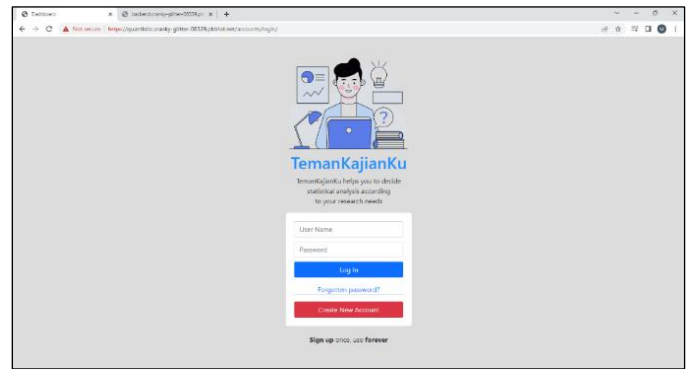 Dashboard
Not secure
TemanKajianKu
TemanKajianKu helps you to decide
statistical analysis according
to your research needs
User Name
Password
Log In
Forgotten password?
Create New Account
Sign up once, use forever